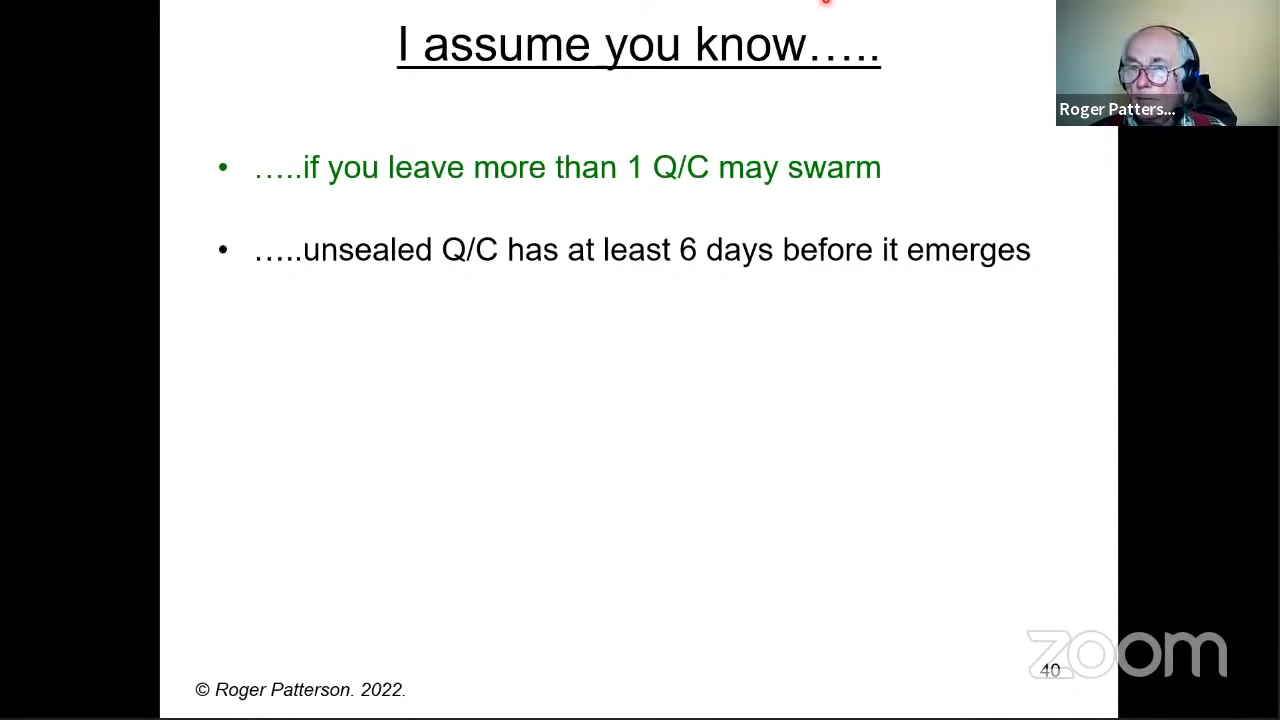 I assume you know…..
Roger Patters...
• …..if you leave more than 1 Q/C may swarm
• …..unsealed Q/C has at least 6 days before it emerges
zoom
40
© Roger Patterson. 2022.